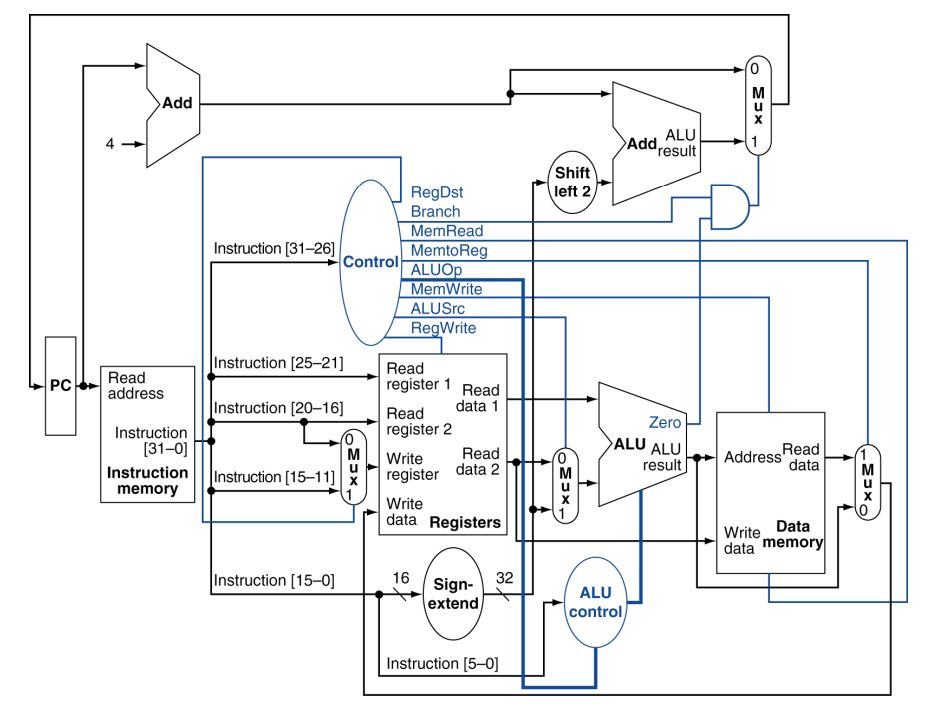 0
M
u
x
1
Add
4
Add
ALU
result
Shift
left 2
RegDst
Branch
MemRead
MemtoReg
ALUOp
MemWrite
ALUSrc
RegWrite
Control
Instruction [31–26]
Instruction [25–21]
Instruction [20–16]
Instruction [15–11]
Instruction [15–0]
Instruction [5–0]
PC
Read
address
Instruction
[31–0]
Instruction
memory
0
M
u
x
1
Read
register 1
Read
register 2
Write
register
Write
data
Read
data 1
Read
data 2
Registers
0
M
u
x
1
Zero
ALU
ALU
result
Address
Read
data
Write
data
Data
memory
1
M
u
x
0
16
Sign-
extend
32
ALU
control